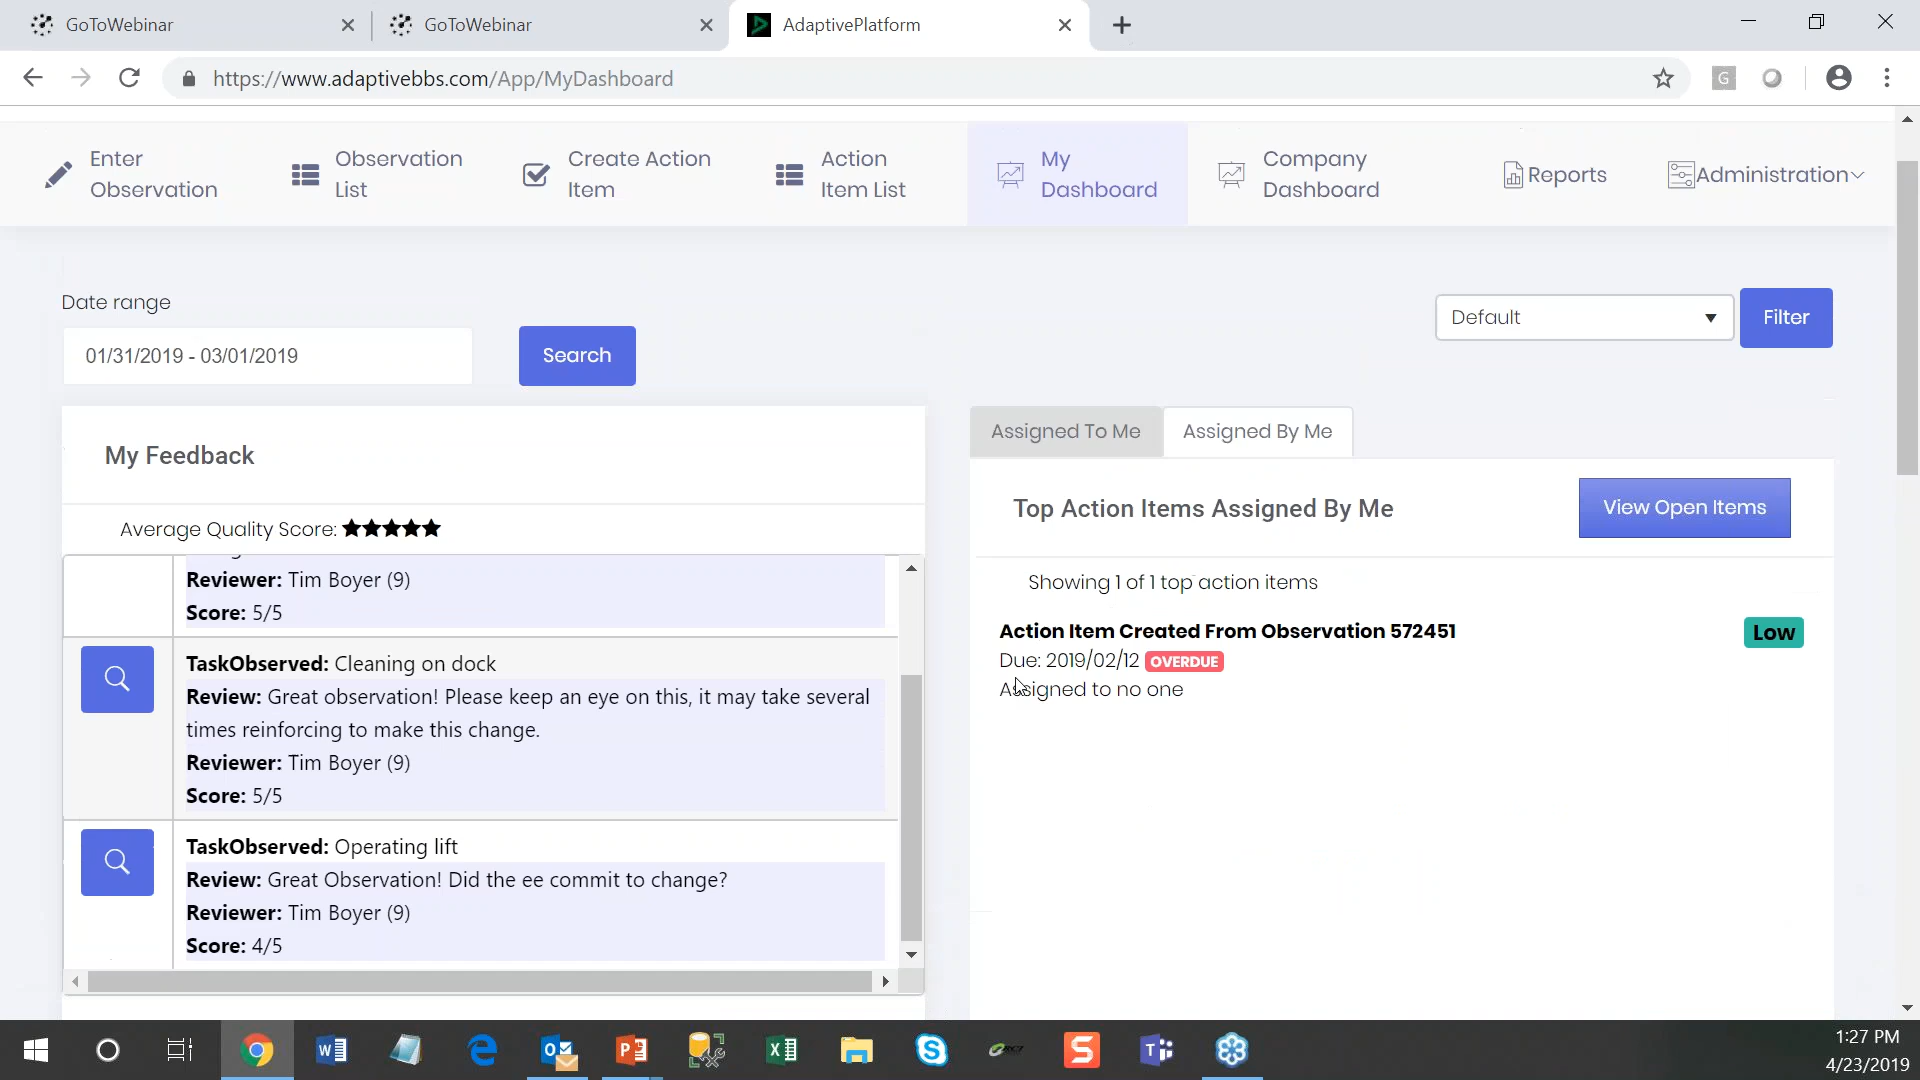 GoToWebinar
GoToWebinar
AdaptivePlatform
https://www.adaptivebbs.com/App/MyDashboard
G
Enter
Observation
Observation
List
Create Action
Item
Action
Item List
My
Dashboard
Company
Dashboard
Reports
Administration
Date range
01/31/2019 - 03/01/2019
Search
Default
Filter
My Feedback
Average Quality Score: ★★★★★
Reviewer: Tim Boyer (9)
Score: 5/5
TaskObserved: Cleaning on dock
Review: Great observation! Please keep an eye on this, it may take several
times reinforcing to make this change.
Reviewer: Tim Boyer (9)
Score: 5/5
TaskObserved: Operating lift
Review: Great Observation! Did the ee commit to change?
Reviewer: Tim Boyer (9)
Score: 4/5
Assigned To Me
Assigned By Me
Top Action Items Assigned By Me
View Open Items
Showing 1 of 1 top action items
Action Item Created From Observation 572451
Low
Due: 2019/02/12 OVERDUE
Assigned to no one
1:27 PM
4/23/2019